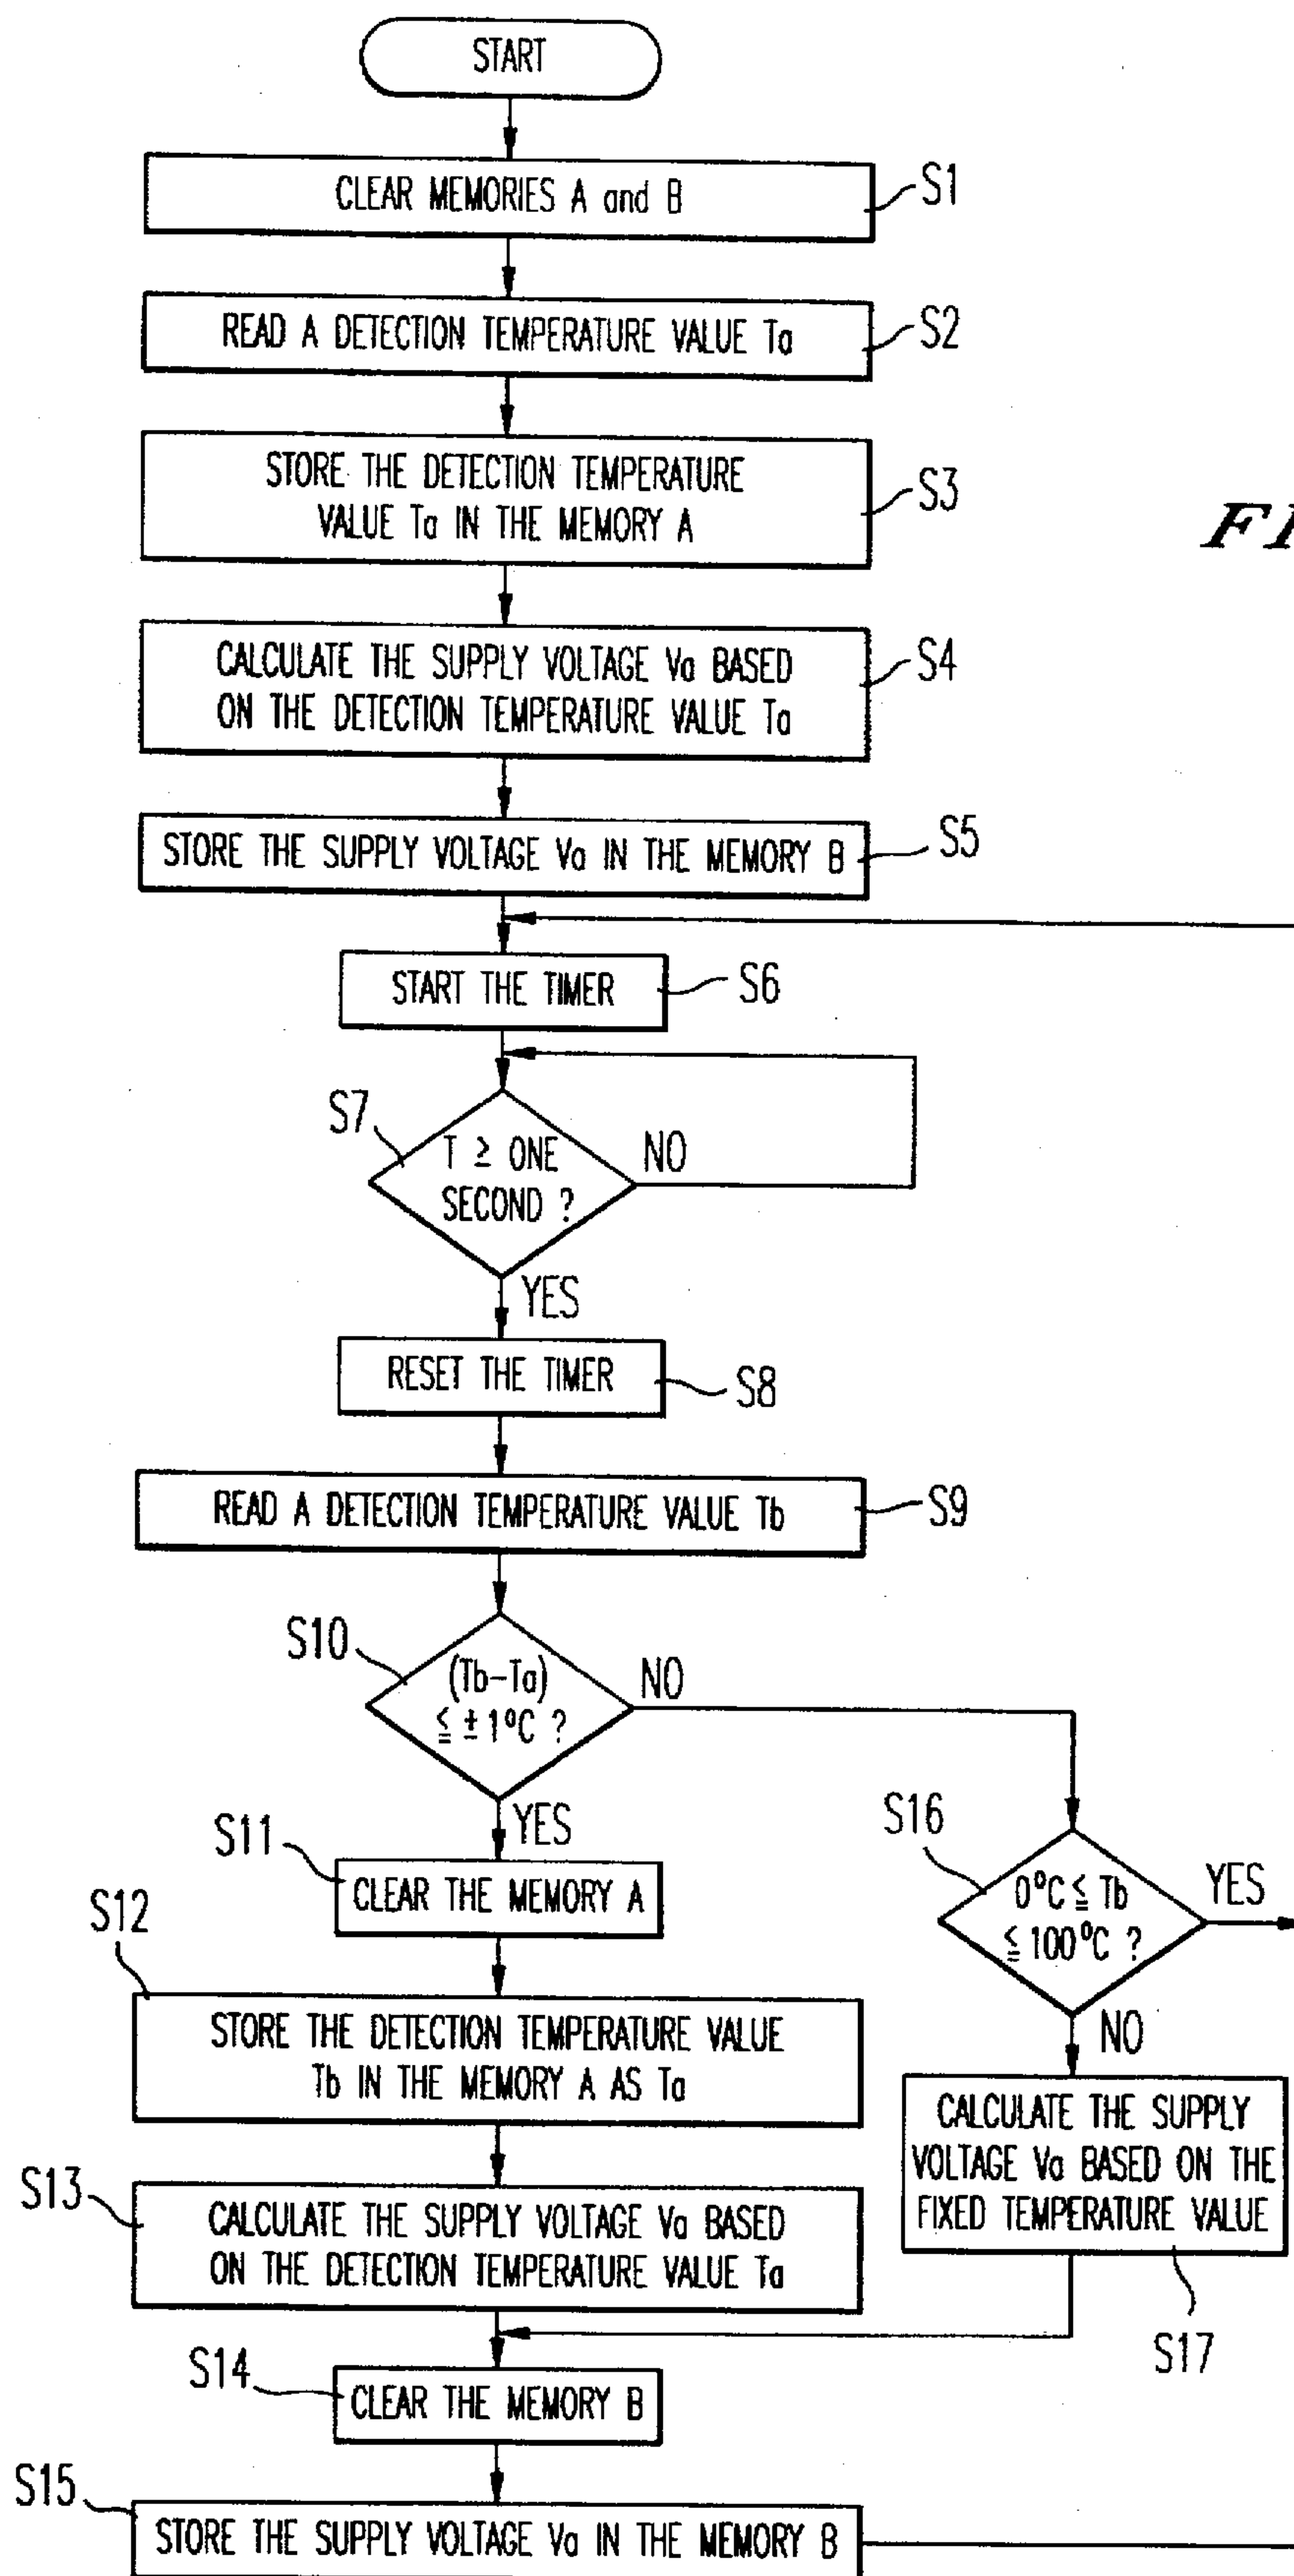 START
CLEAR MEMORIES A and B
S1
READ A DETECTION TEMPERATURE VALUE Ta
S2
STORE THE DETECTION TEMPERATURE
VALUE Ta IN THE MEMORY A
S3
FI
CALCULATE THE SUPPLY VOLTAGE Va BASED
ON THE DETECTION TEMPERATURE VALUE Ta
S4
STORE THE SUPPLY VOLTAGE Va IN THE MEMORY B
S5
START THE TIMER
S6
S7
T ≥ ONE
SECOND ?
NO
YES
RESET THE TIMER
S8
READ A DETECTION TEMPERATURE VALUE Tb
S9
S10
(Tb-Ta)
≦ ± 1°C ?
NO
YES
S11
CLEAR THE MEMORY A
S16
0°C ≦ Tb
≦ 100°C ?
YES
NO
S12
STORE THE DETECTION TEMPERATURE VALUE
Tb IN THE MEMORY A AS Ta
CALCULATE THE SUPPLY
VOLTAGE Va BASED ON THE
FIXED TEMPERATURE VALUE
S17
S13
CALCULATE THE SUPPLY VOLTAGE Va BASED
ON THE DETECTION TEMPERATURE VALUE Ta
S14
CLEAR THE MEMORY B
S15
STORE THE SUPPLY VOLTAGE Va IN THE MEMORY B